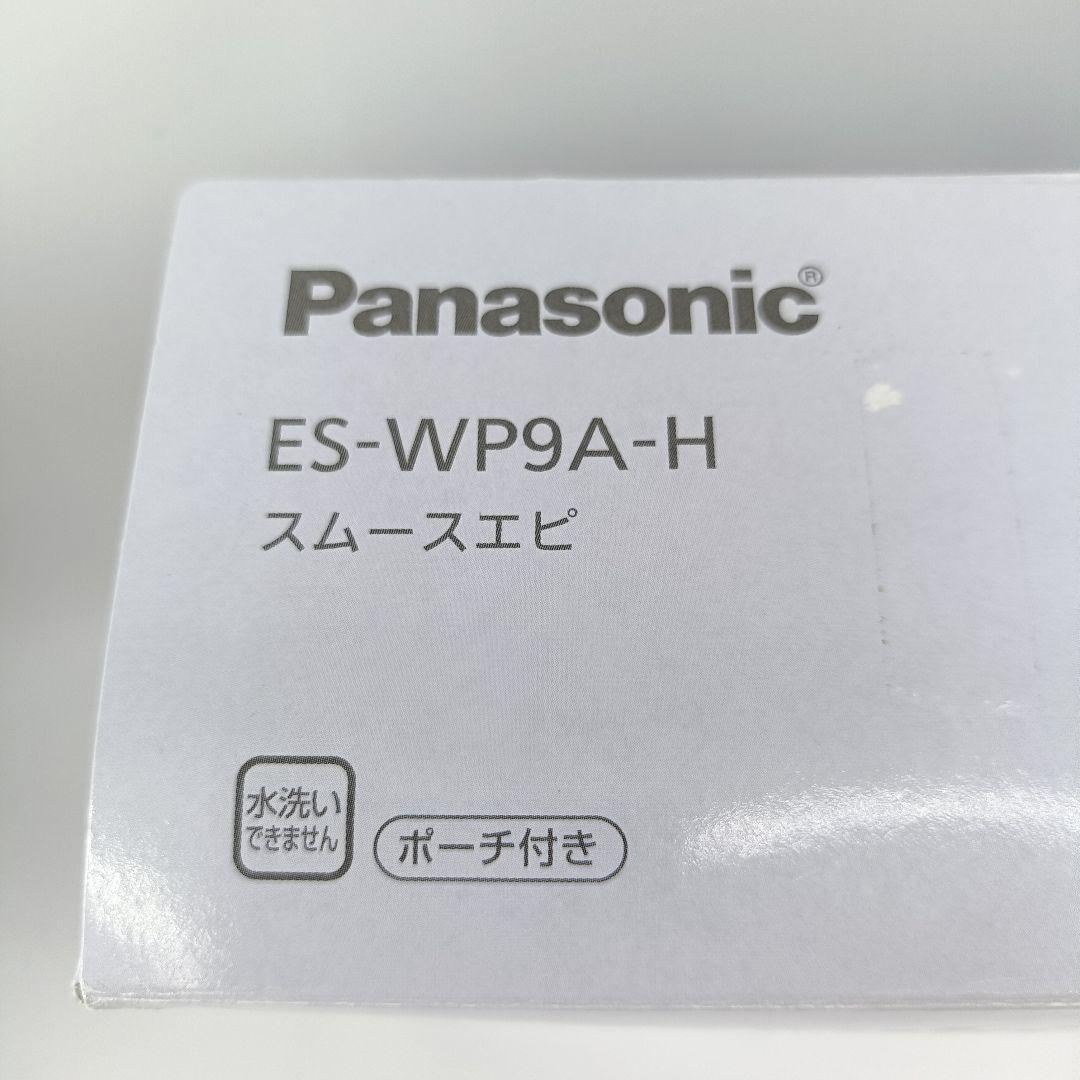 Panasonic®
ES-WP9A-H
スムースエピ
水洗い
できません
ポーチ付き